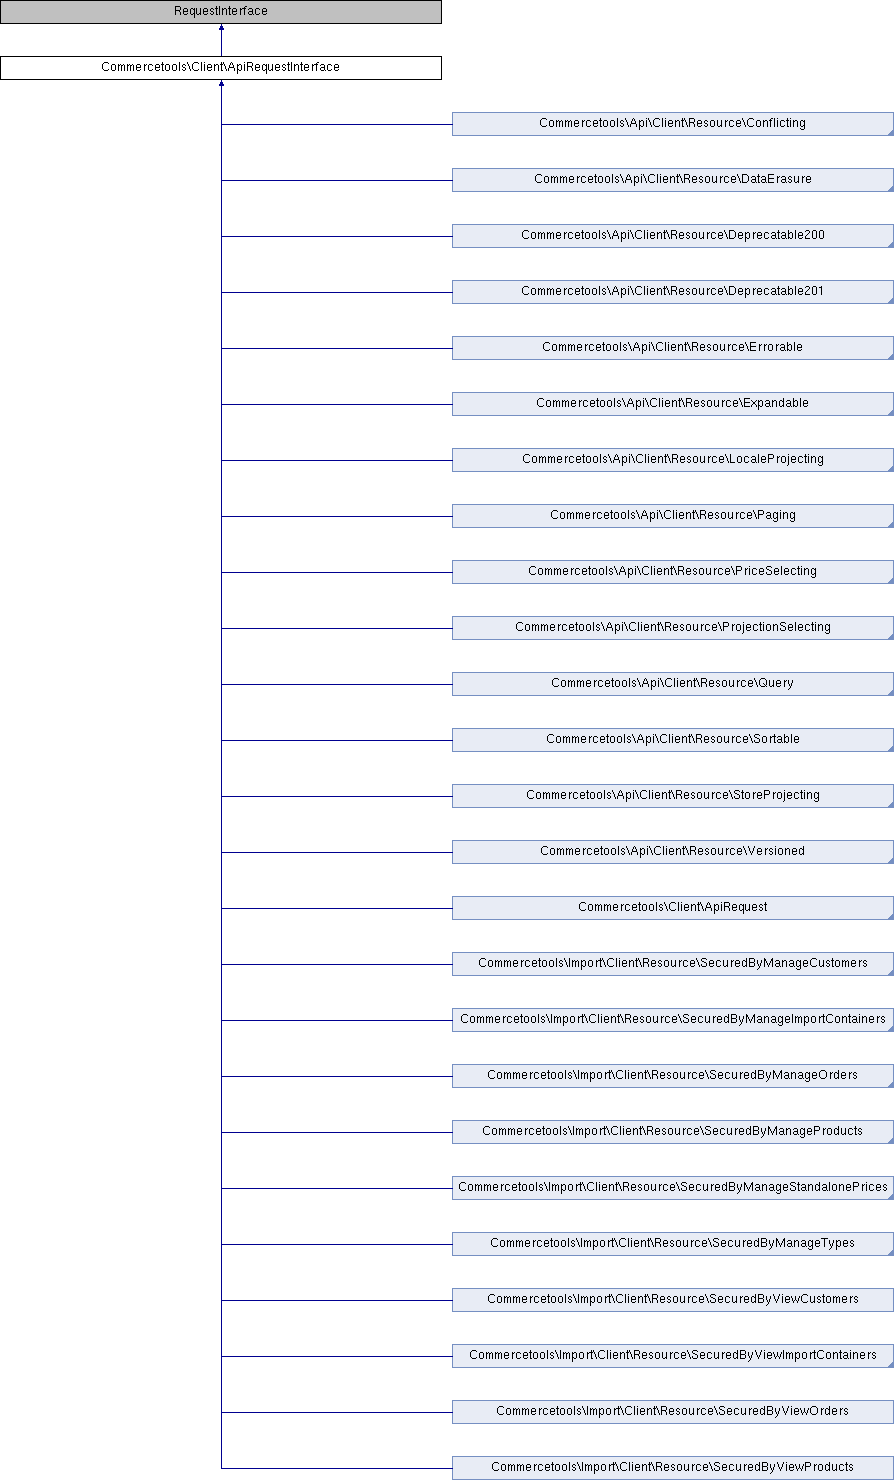 RequestInterface
Commercetools\Client\ApiRequestInterface
Commercetools\Api\Client\Resource\Conflicting
Commercetools\Api\Client\Resource\DataErasure
Commercetools\Api\Client\Resource\Deprecatable200
Commercetools\Api\Client\Resource\Deprecatable201
Commercetools\Api\Client\Resource\Errorable
Commercetools\Api\Client\Resource\Expandable
Commercetools\Api\Client\Resource\LocaleProjecting
Commercetools\Api\Client\Resource\Paging
Commercetools\Api\Client\Resource\PriceSelecting
Commercetools\Api\Client\Resource\ProjectionSelecting
Commercetools\Api\Client\Resource\Query
Commercetools\Api\Client\Resource\Sortable
Commercetools\Api\Client\Resource\StoreProjecting
Commercetools\Api\Client\Resource\Versioned
Commercetools\Client\ApiRequest
Commercetools\Import\Client\Resource\SecuredByManageCustomers
Commercetools\Import\Client\Resource\SecuredByManageImportContainers
Commercetools\Import\Client\Resource\SecuredByManageOrders
Commercetools\Import\Client\Resource\SecuredByManageProducts
Commercetools\Import\Client\Resource\SecuredByManageStandalonePrices
Commercetools\Import\Client\Resource\SecuredByManageTypes
Commercetools\Import\Client\Resource\SecuredByViewCustomers
Commercetools\Import\Client\Resource\SecuredByViewImportContainers
Commercetools\Import\Client\Resource\SecuredByViewOrders
Commercetools\Import\Client\Resource\SecuredByViewProducts